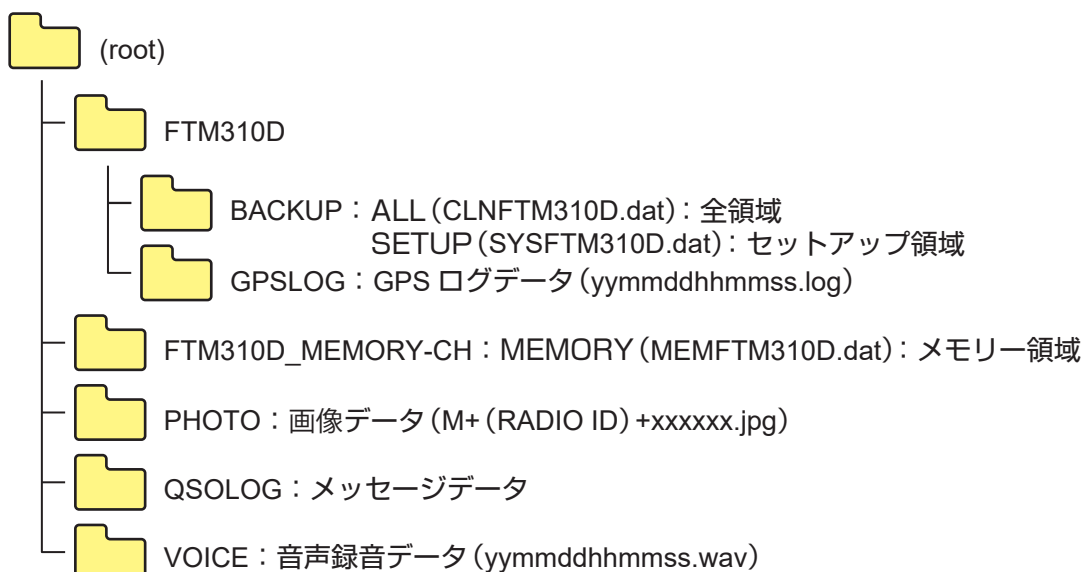 (root)
FTM310D
BACKUP：ALL（CLNFTM310D.dat）：全領域
SETUP（SYSFTM310D.dat）：セットアップ領域
GPSLOG：GPS ログデータ（yymmddhhmmss.log）
FTM310D_MEMORY-CH：MEMORY（MEMFTM310D.dat）：メモリー領域
PHOTO：画像データ（M+（RADIO ID）+xxxxxx.jpg）
QSOLOG：メッセージデータ
VOICE：音声録音データ（yymmddhhmmss.wav）